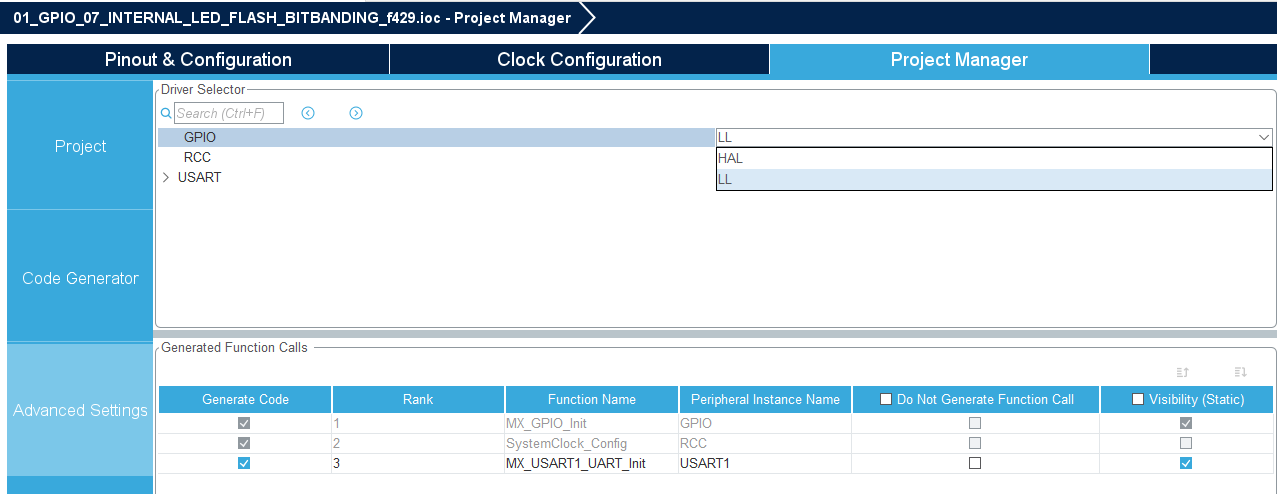 01_GPIO_07_INTERNAL_LED_FLASH_BITBANDING_f429.ioc - Project Manager
Pinout & Configuration Clock Configuration Project Manager
Driver Selector
Search (Ctrl+F)
Project
GPIO LL
RCC HAL
USART LL
Code Generator
Generated Function Calls
Advanced Settings
Generate Code Rank Function Name Peripheral Instance Name Do Not Generate Function Call Visibility (Static)
1 MX_GPIO_Init GPIO
2 SystemClock_Config RCC
3 MX_USART1_UART_Init USART1